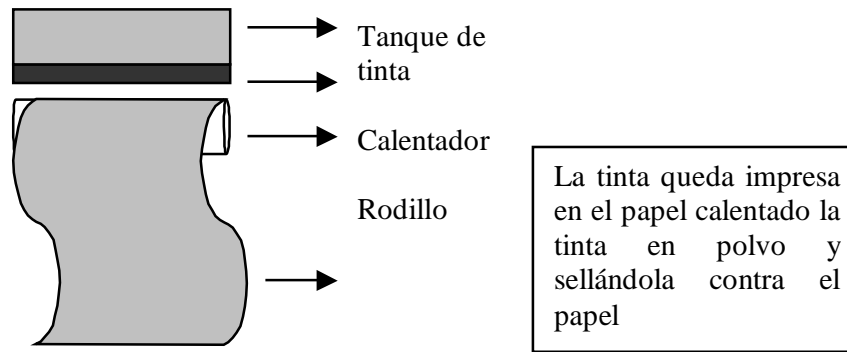 Tanque de
tinta
Calentador
Rodillo
La tinta queda impresa
en el papel calentado la
tinta en polvo y
sellándola contra el
papel